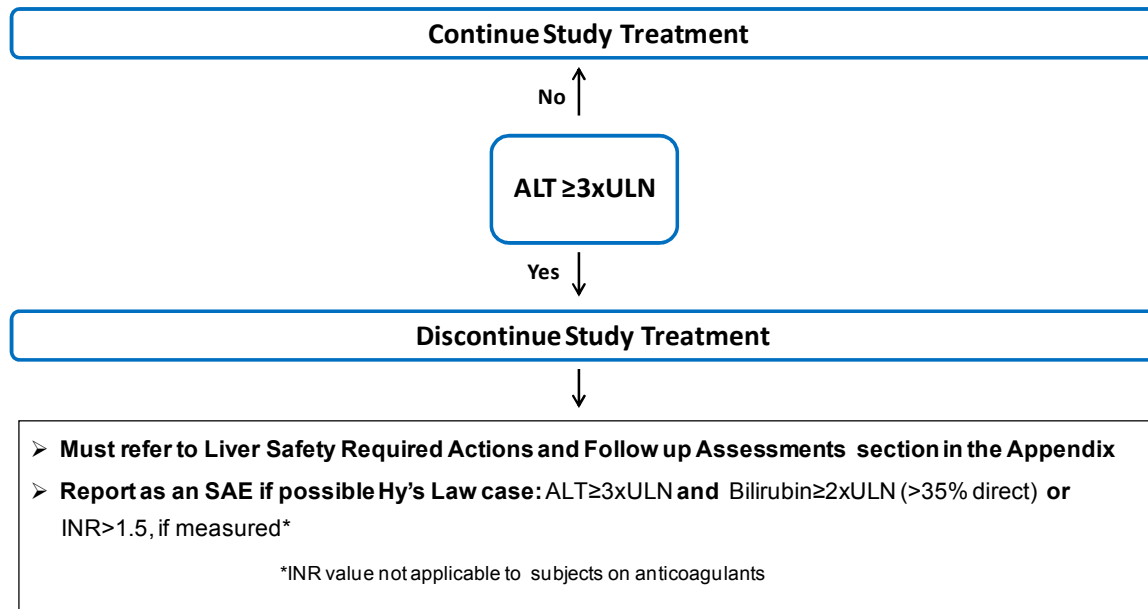 Continue Study Treatment
No
ALT ≥3xULN
Yes
Discontinue Study Treatment
➢ Must refer to Liver Safety Required Actions and Follow up Assessments section in the Appendix
➢ Report as an SAE if possible Hy's Law case: ALT≥3xULN and Bilirubin≥2xULN (>35% direct) or
INR>1.5, if measured*
*INR value not applicable to subjects on anticoagulants